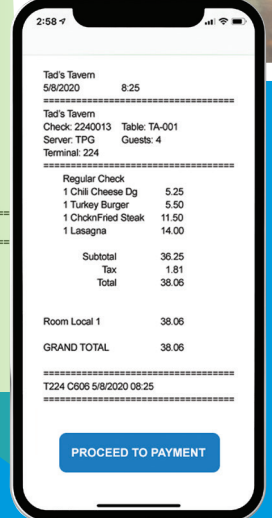 2:58
Tad's Tavern
5/8/2020 8:25
===================================
Tad's Tavern
Check: 2240013 Table: TA-001
Server: TPG Guests: 4
Terminal: 224
===================================
Regular Check
1 Chili Cheese Dg 5.25
1 Turkey Burger 5.50
1 ChcknFried Steak 11.50
1 Lasagna 14.00
Subtotal 36.25
Tax 1.81
Total 38.06
Room Local 1 38.06
GRAND TOTAL 38.06
===================================
T224 C606 5/8/2020 08:25
===================================
PROCEED TO PAYMENT